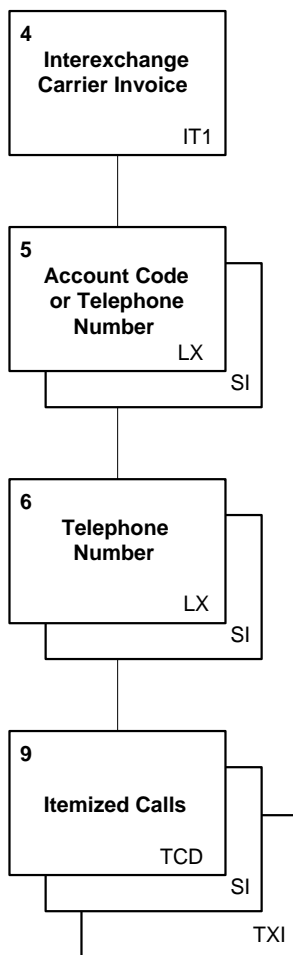 4
Interexchange
Carrier Invoice
IT1
5
Account Code
or Telephone
Number
LX
SI
6
Telephone
Number
LX
SI
9
Itemized Calls
TCD
SI
TXI